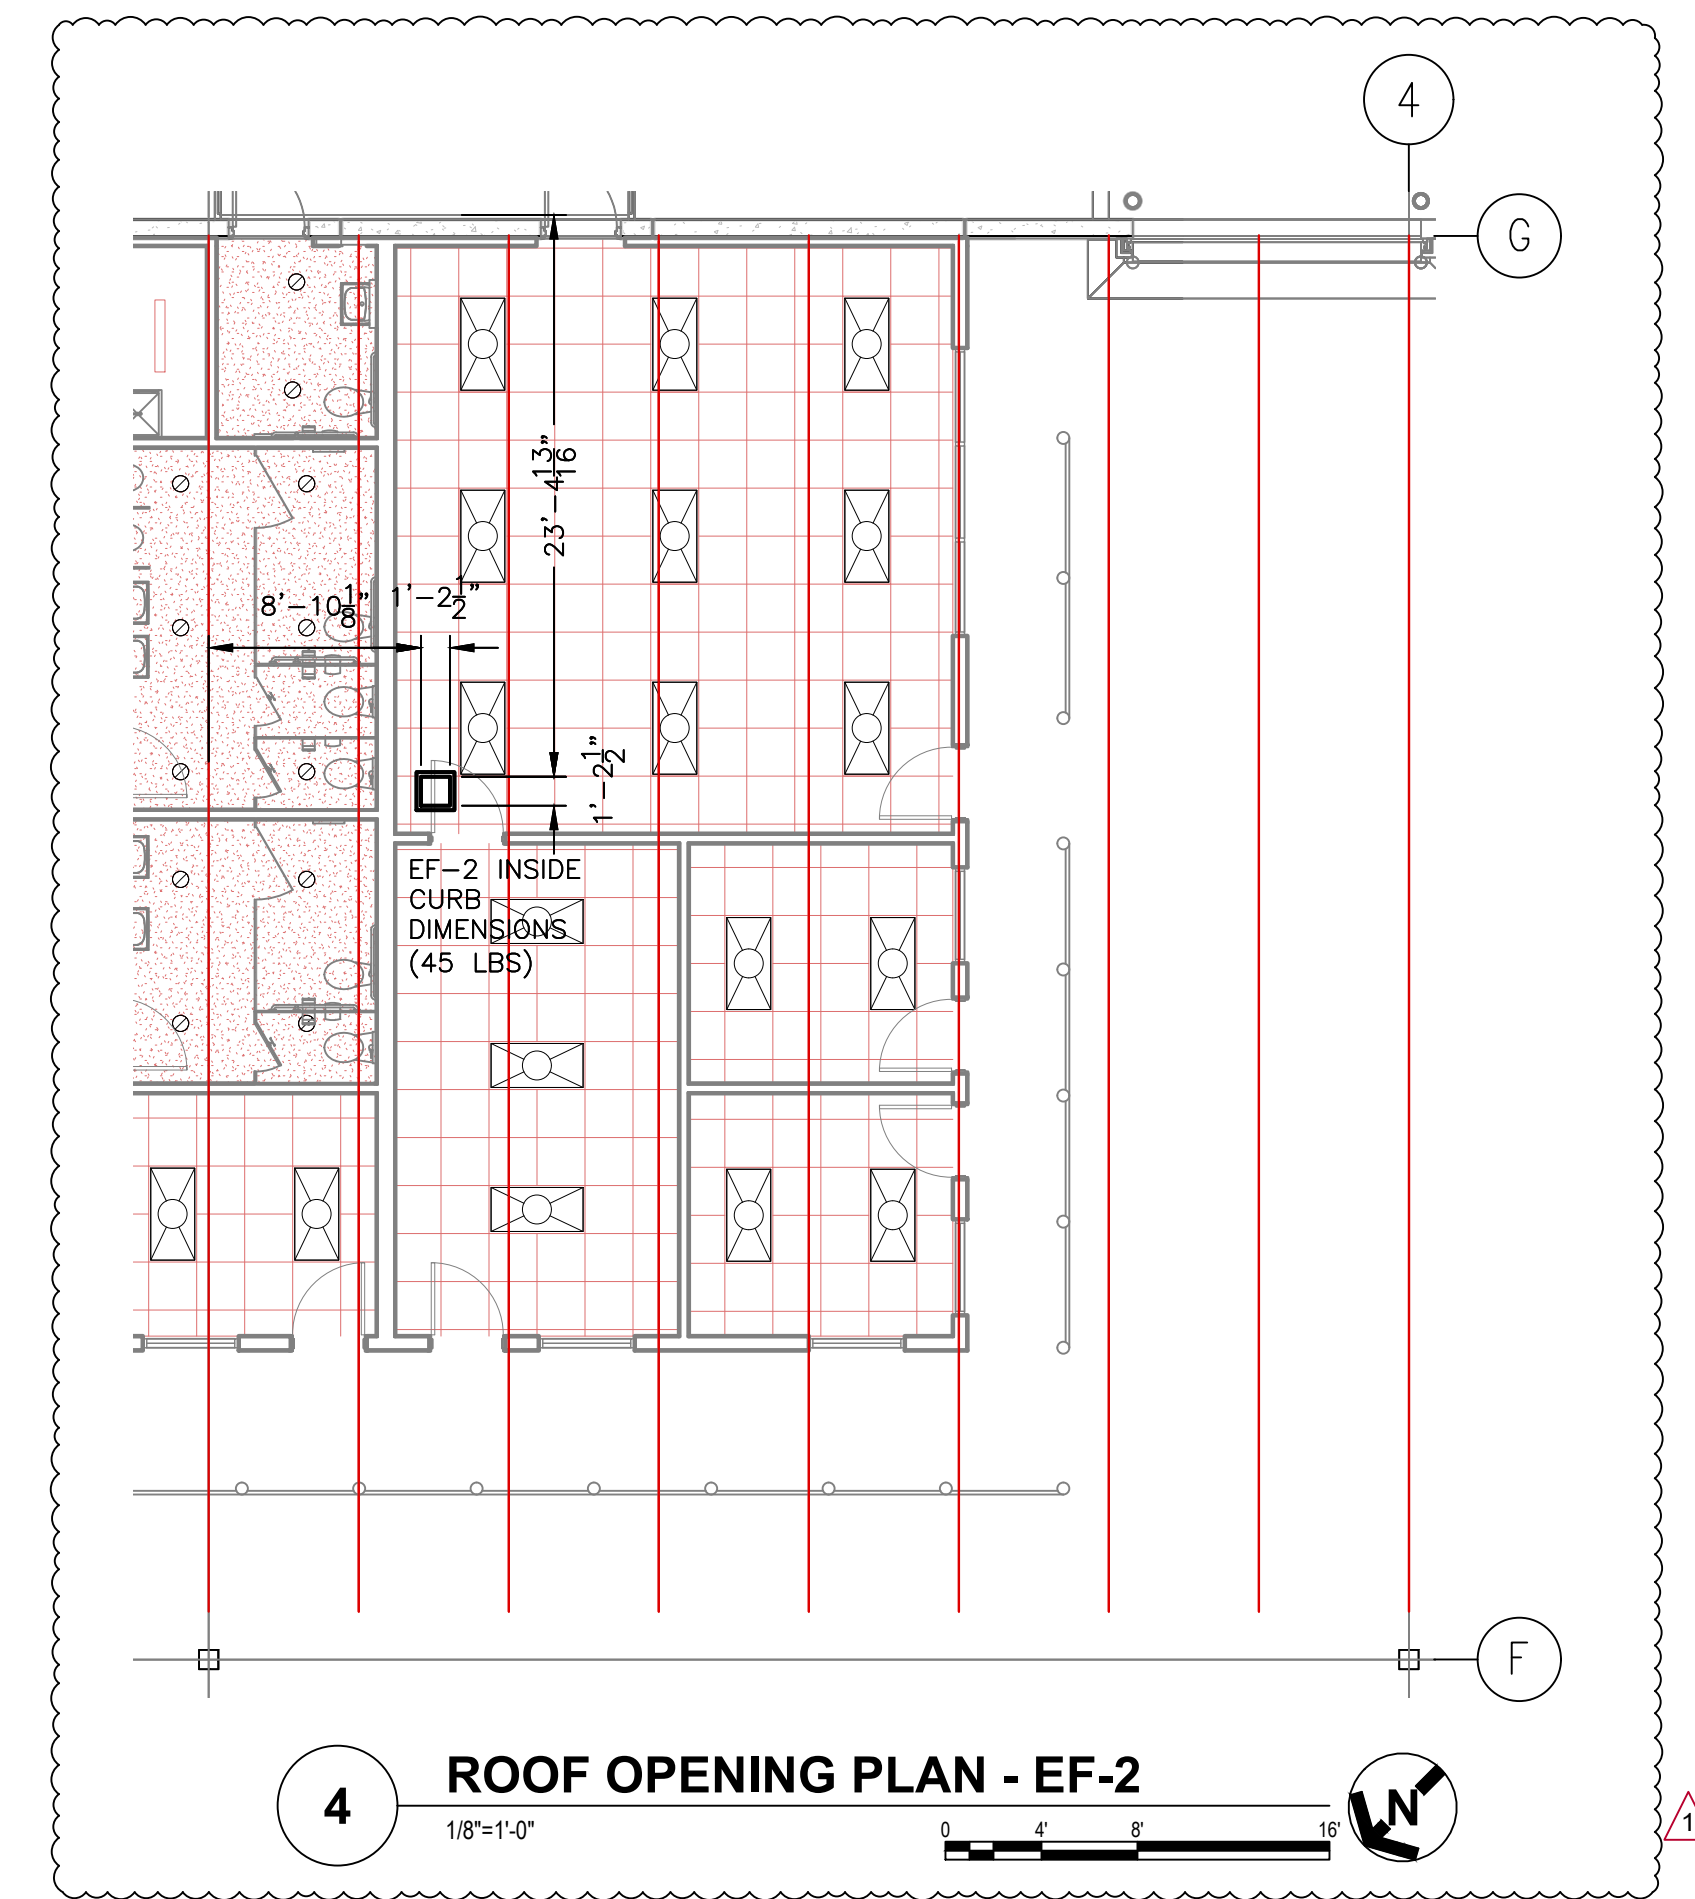 4
G
23'-4 13/16"
8'-10 1/8"
1'-2 1/2"
1'-2 1/2"
EF-2 INSIDE
CURB
DIMENSIONS
(45 LBS)
F
4
ROOF OPENING PLAN - EF-2
1/8"=1'-0"
0 4' 8' 16'
N
1